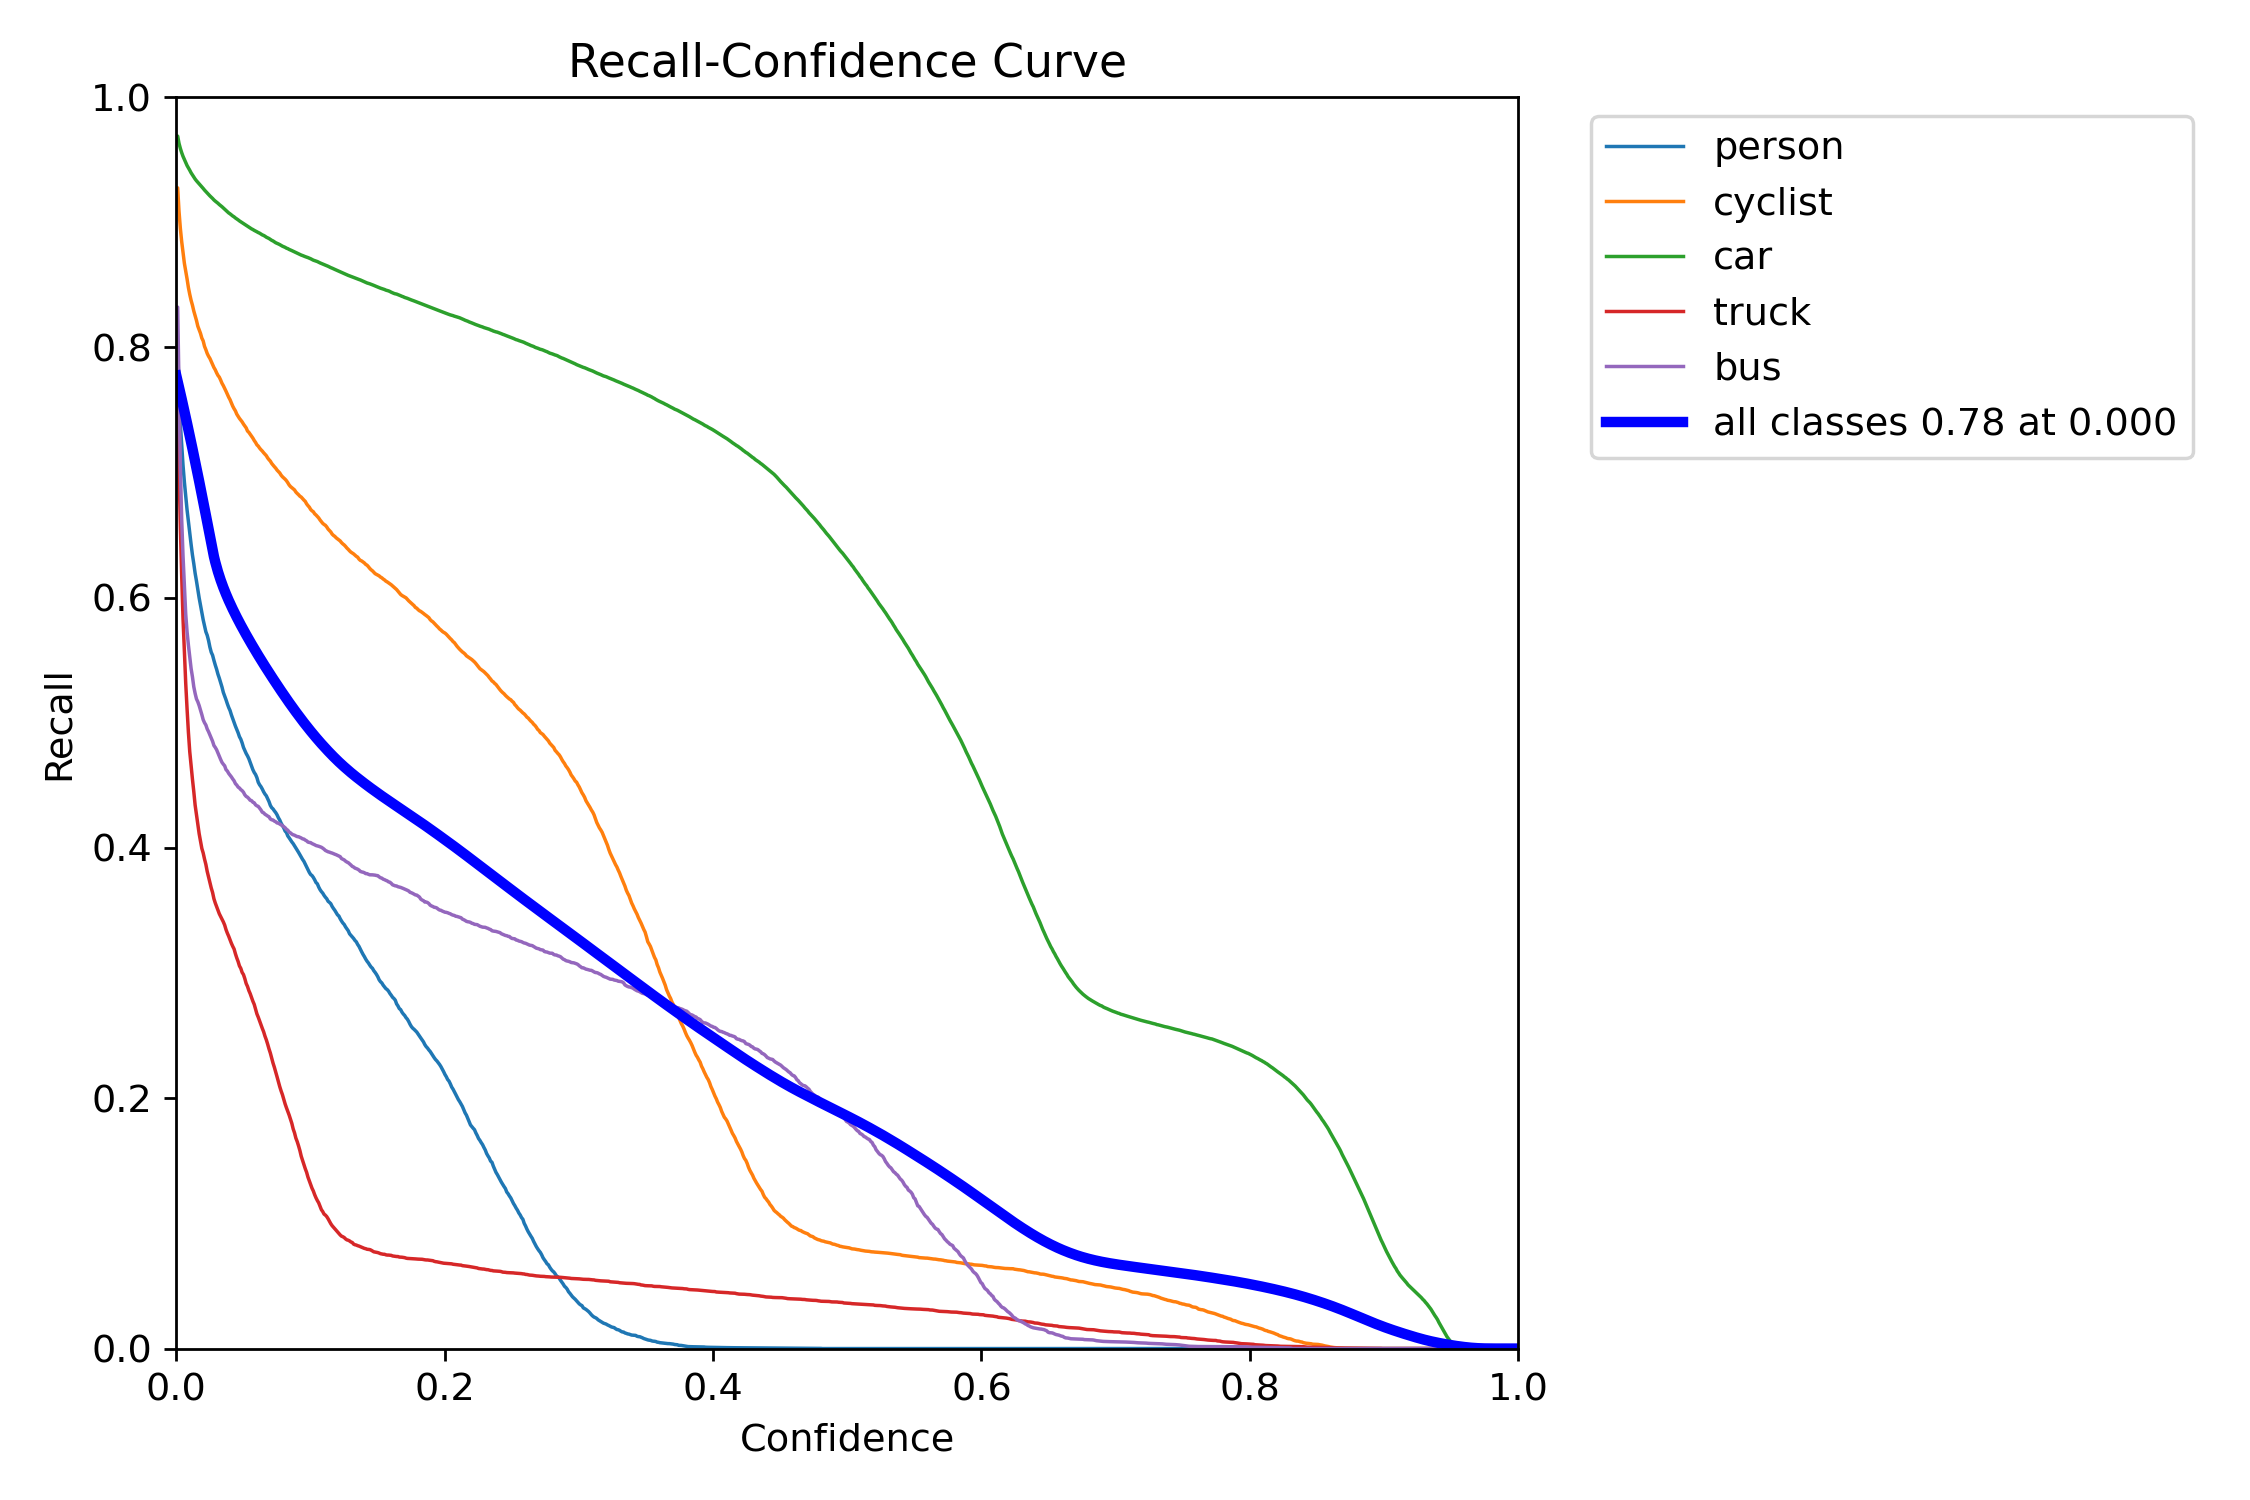 Recall-Confidence Curve
1.0
0.8
0.6
0.4
0.2
0.0
Recall
0.0 0.2 0.4 0.6 0.8 1.0
Confidence
person
cyclist
car
truck
bus
all classes 0.78 at 0.000